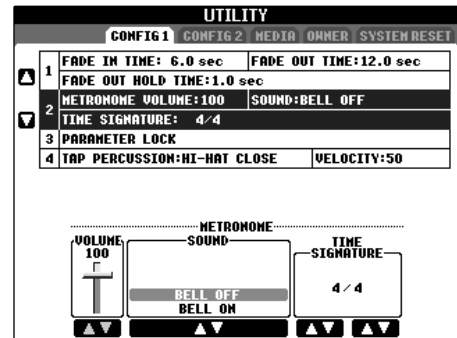 UTILITY
CONFIG 1 CONFIG 2 MEDIA OWNER SYSTEM RESET
1 FADE IN TIME: 6.0 sec FADE OUT TIME:12.0 sec
FADE OUT HOLD TIME:1.0 sec
2 METRONOME VOLUME:100 SOUND:BELL OFF
TIME SIGNATURE: 4/4
3 PARAMETER LOCK
4 TAP PERCUSSION:HI-HAT CLOSE VELOCITY:50
METRONOME
VOLUME SOUND TIME SIGNATURE
100
4/4
BELL OFF
BELL ON